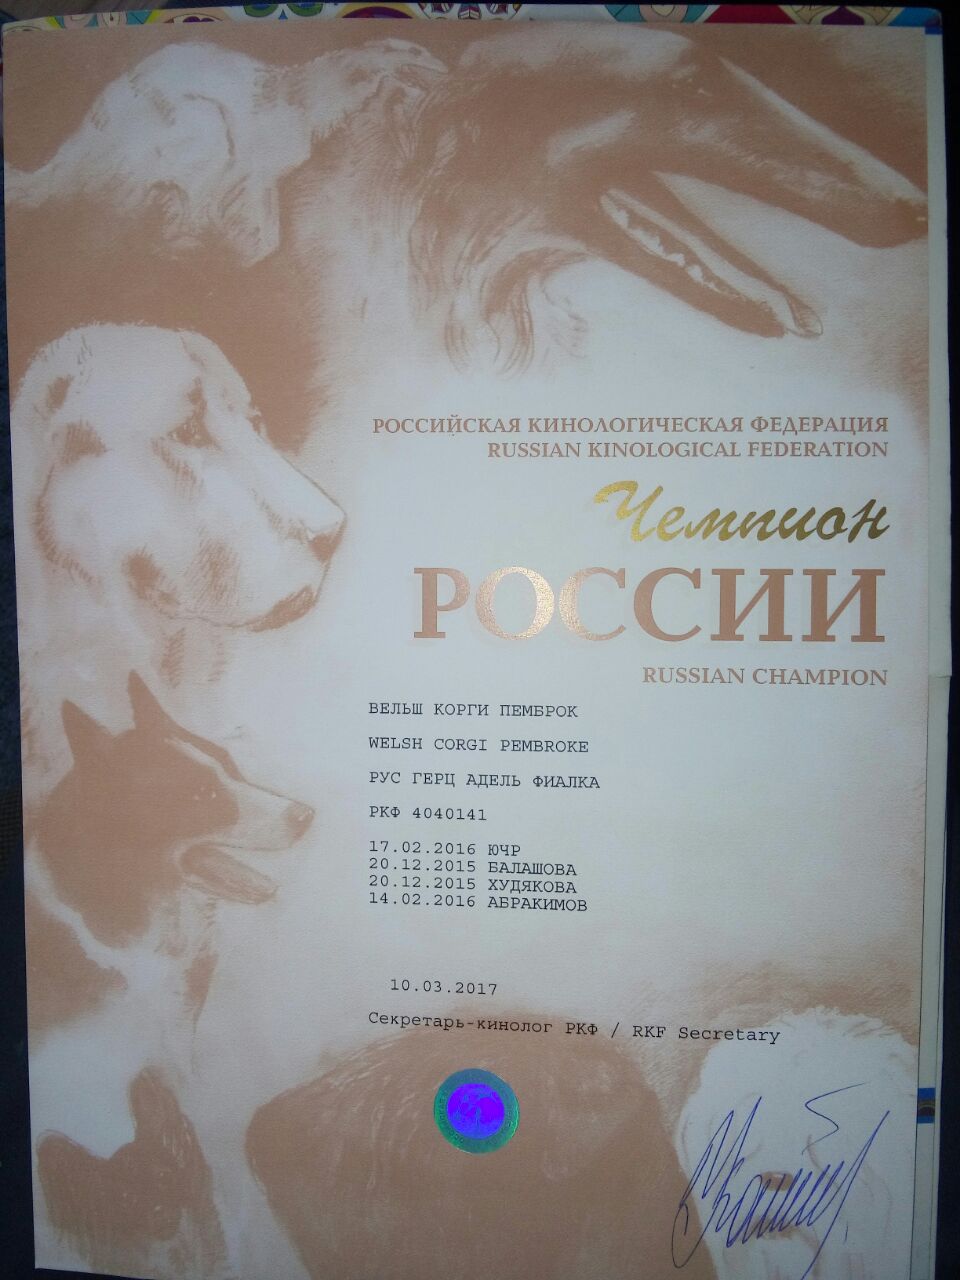 РОССИЙСКАЯ КИНОЛОГИЧЕСКАЯ ФЕДЕРАЦИЯ
RUSSIAN KINOLOGICAL FEDERATION
Чемпион
РОССИИ
RUSSIAN CHAMPION
ВЕЛЬШ КОРГИ ПЕМБРОК
WELSH CORGI PEMBROKE
РУС ГЕРЦ АДЕЛЬ ФИАЛКА
РКФ 4040141
17.02.2016 ЮЧР
20.12.2015 БАЛАШОВА
20.12.2015 ХУДЯКОВА
14.02.2016 АБРАКИМОВ
10.03.2017
Секретарь-кинолог РКФ / RKF Secretary